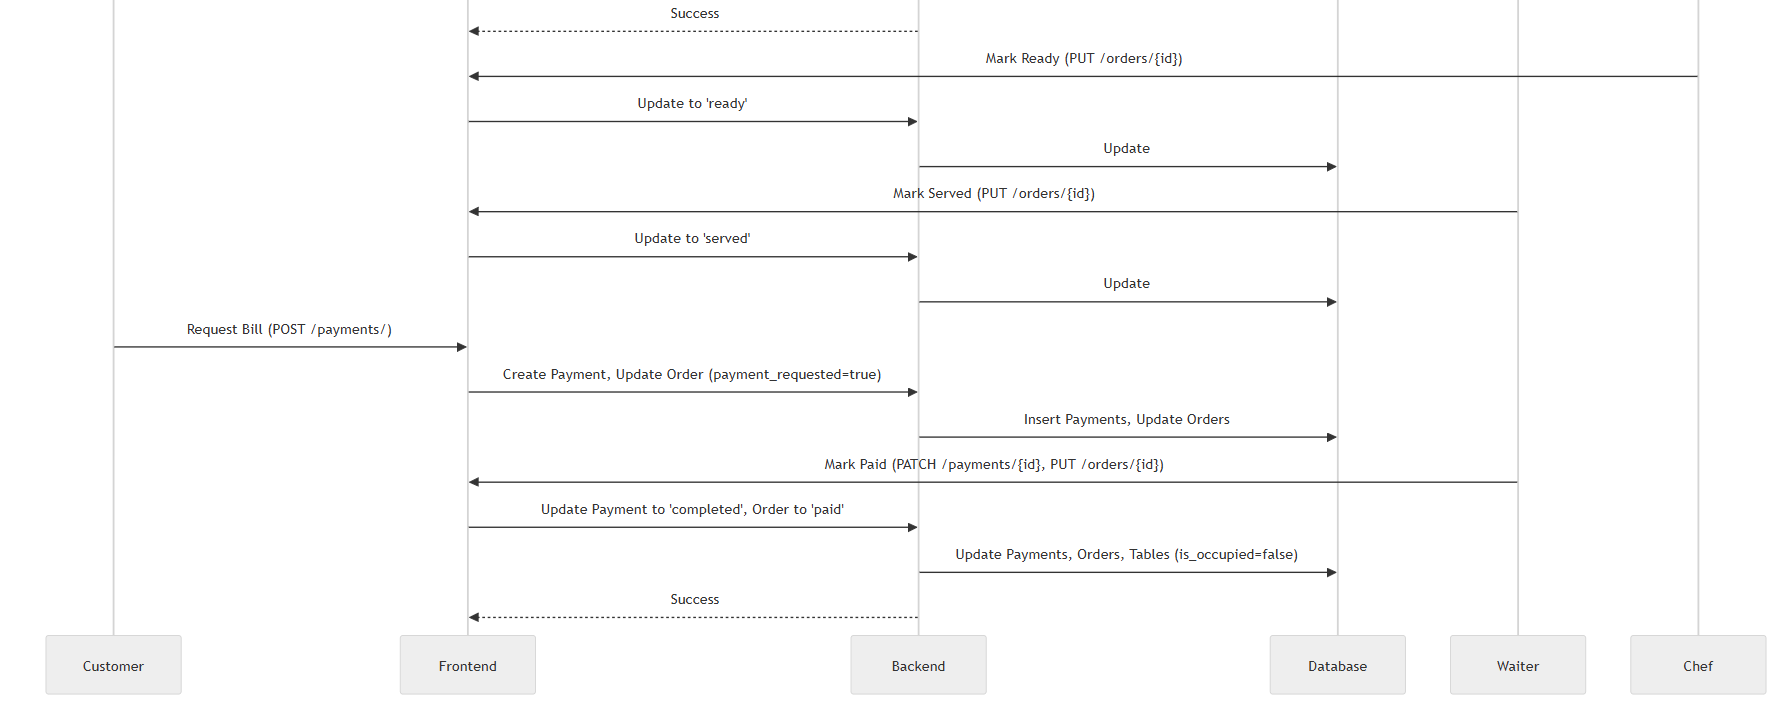 Success
Mark Ready (PUT /orders/{id})
Update to 'ready'
Update
Mark Served (PUT /orders/{id})
Update to 'served'
Update
Request Bill (POST /payments/)
Create Payment, Update Order (payment_requested=true)
Insert Payments, Update Orders
Mark Paid (PATCH /payments/{id}, PUT /orders/{id})
Update Payment to 'completed', Order to 'paid'
Update Payments, Orders, Tables (is_occupied=false)
Success
Customer
Frontend
Backend
Database
Waiter
Chef